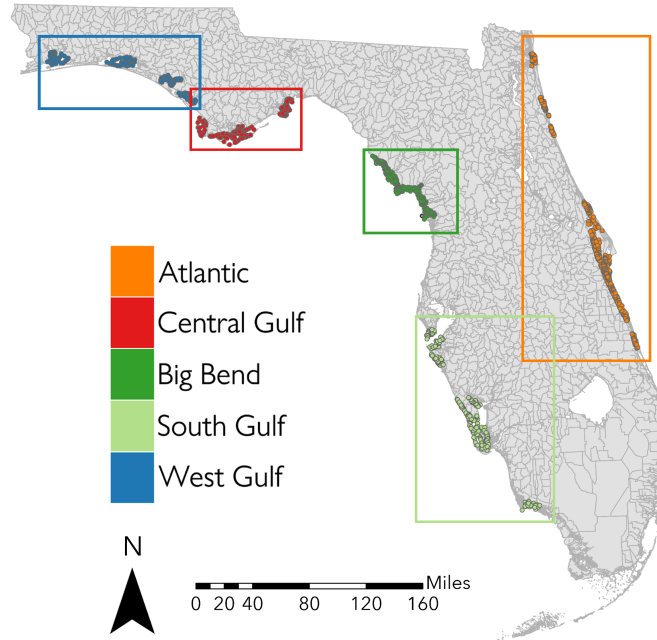 Atlantic
Central Gulf
Big Bend
South Gulf
West Gulf
N
Miles
0 20 40 80 120 160